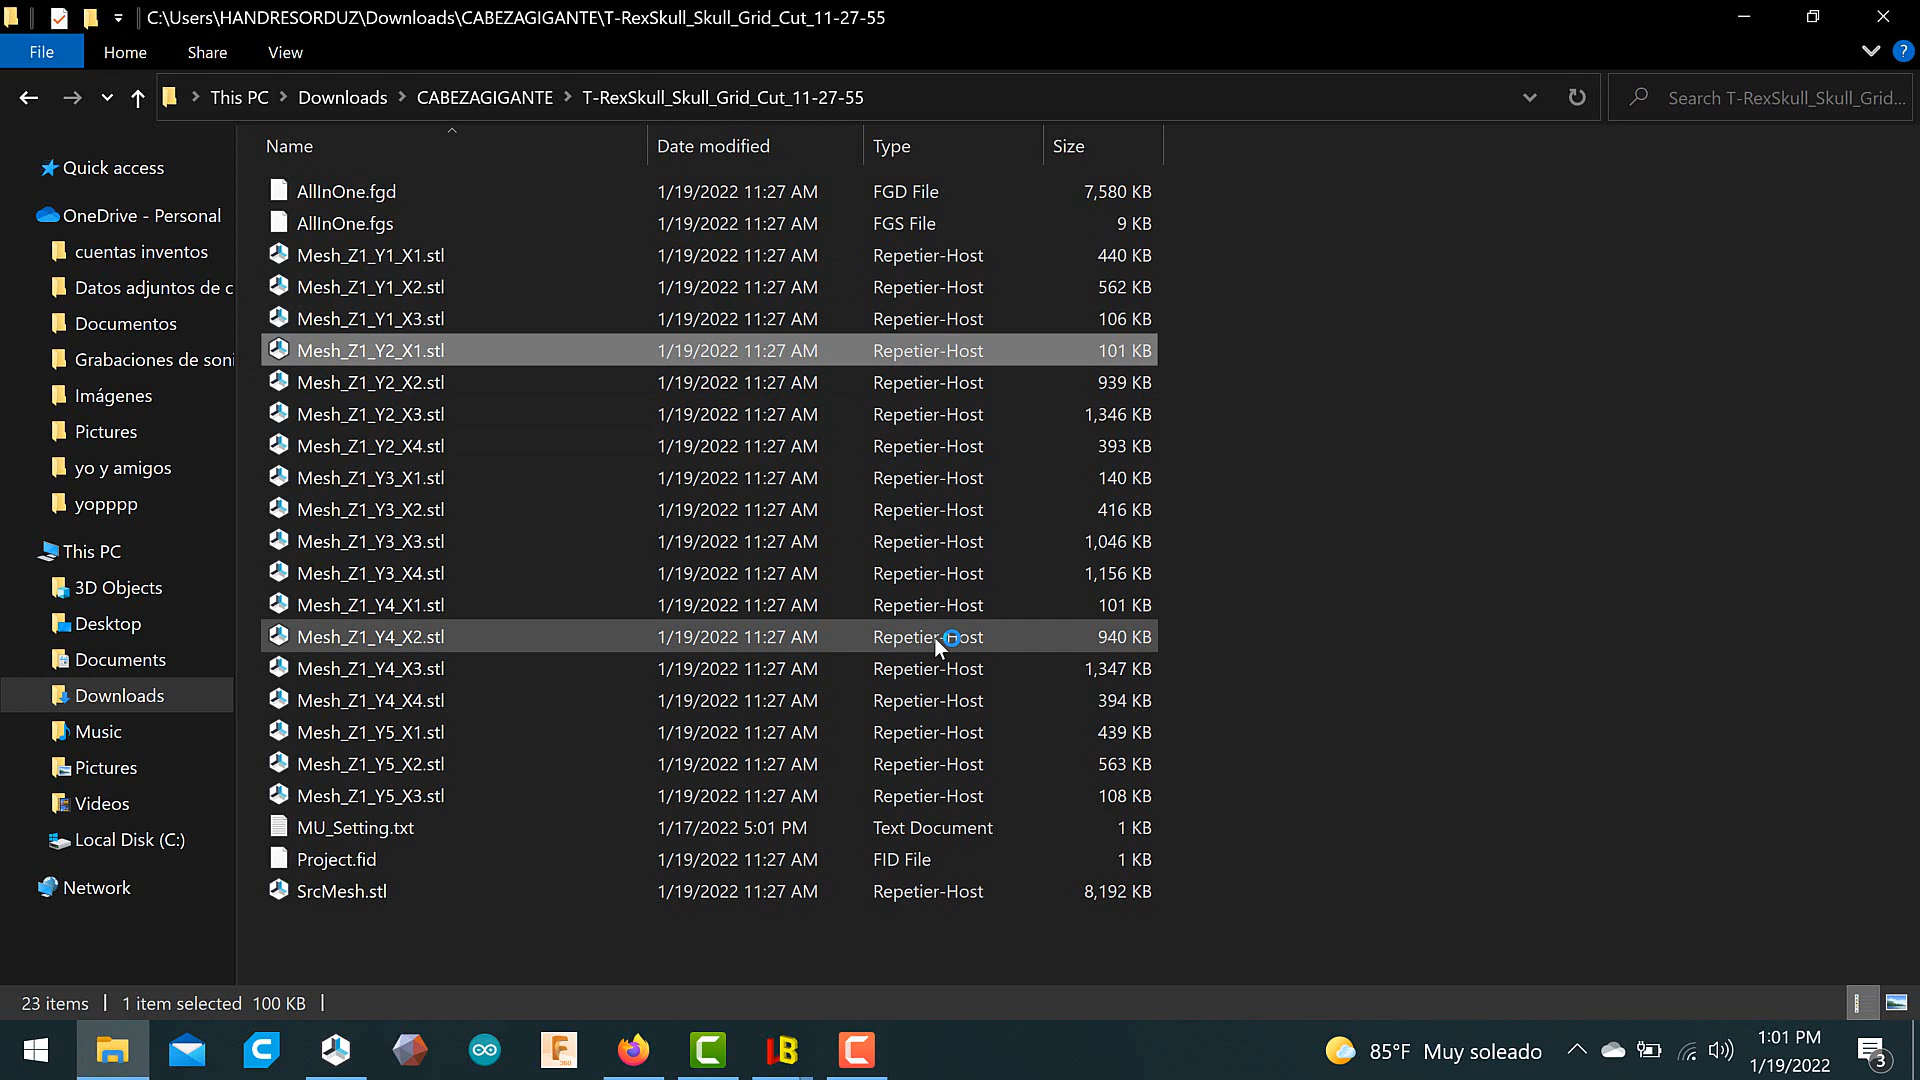 C:\Users\HANDRESORDUZ\Downloads\CABEZAGIGANTE\T-RexSkull_Skull_Grid_Cut_11-27-55
File Home Share View
This PC Downloads CABEZAGIGANTE T-RexSkull_Skull_Grid_Cut_11-27-55 Search T-RexSkull_Skull_Grid...
Name Date modified Type Size
AllInOne.fgd 1/19/2022 11:27 AM FGD File 7,580 KB
AllInOne.fgs 1/19/2022 11:27 AM FGS File 9 KB
Mesh_Z1_Y1_X1.stl 1/19/2022 11:27 AM Repetier-Host 440 KB
Mesh_Z1_Y1_X2.stl 1/19/2022 11:27 AM Repetier-Host 562 KB
Mesh_Z1_Y1_X3.stl 1/19/2022 11:27 AM Repetier-Host 106 KB
Mesh_Z1_Y2_X1.stl 1/19/2022 11:27 AM Repetier-Host 101 KB
Mesh_Z1_Y2_X2.stl 1/19/2022 11:27 AM Repetier-Host 939 KB
Mesh_Z1_Y2_X3.stl 1/19/2022 11:27 AM Repetier-Host 1,346 KB
Mesh_Z1_Y2_X4.stl 1/19/2022 11:27 AM Repetier-Host 393 KB
Mesh_Z1_Y3_X1.stl 1/19/2022 11:27 AM Repetier-Host 140 KB
Mesh_Z1_Y3_X2.stl 1/19/2022 11:27 AM Repetier-Host 416 KB
Mesh_Z1_Y3_X3.stl 1/19/2022 11:27 AM Repetier-Host 1,046 KB
Mesh_Z1_Y3_X4.stl 1/19/2022 11:27 AM Repetier-Host 1,156 KB
Mesh_Z1_Y4_X1.stl 1/19/2022 11:27 AM Repetier-Host 101 KB
Mesh_Z1_Y4_X2.stl 1/19/2022 11:27 AM Repetier-Host 940 KB
Mesh_Z1_Y4_X3.stl 1/19/2022 11:27 AM Repetier-Host 1,347 KB
Mesh_Z1_Y4_X4.stl 1/19/2022 11:27 AM Repetier-Host 394 KB
Mesh_Z1_Y5_X1.stl 1/19/2022 11:27 AM Repetier-Host 439 KB
Mesh_Z1_Y5_X2.stl 1/19/2022 11:27 AM Repetier-Host 563 KB
Mesh_Z1_Y5_X3.stl 1/19/2022 11:27 AM Repetier-Host 108 KB
MU_Setting.txt 1/17/2022 5:01 PM Text Document 1 KB
Project.fid 1/19/2022 11:27 AM FID File 1 KB
SrcMesh.stl 1/19/2022 11:27 AM Repetier-Host 8,192 KB
Quick access
OneDrive - Personal
cuentas inventos
Datos adjuntos de c
Documentos
Grabaciones de soni
Imágenes
Pictures
yo y amigos
yopppp
This PC
3D Objects
Desktop
Documents
Downloads
Music
Pictures
Videos
Local Disk (C:)
Network
23 items 1 item selected 100 KB
85°F Muy soleado 1:01 PM
1/19/2022
3